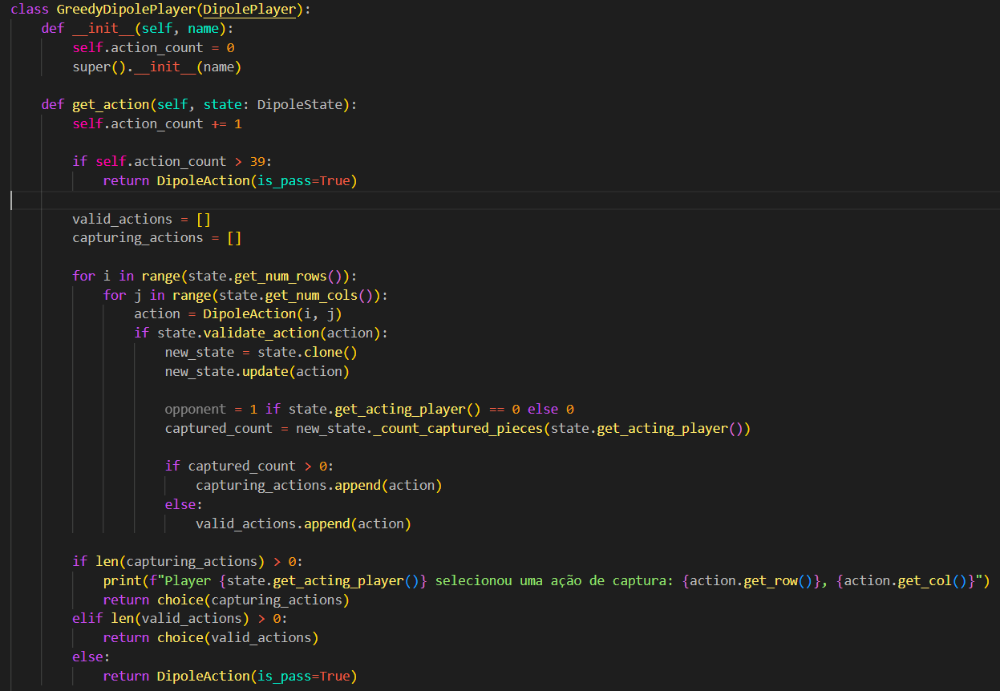 class GreedyDipolePlayer(DipolePlayer):
    def __init__(self, name):
        self.action_count = 0
        super().__init__(name)

    def get_action(self, state: DipoleState):
        self.action_count += 1

        if self.action_count > 39:
            return DipoleAction(is_pass=True)

        valid_actions = []
        capturing_actions = []

        for i in range(state.get_num_rows()):
            for j in range(state.get_num_cols()):
                action = DipoleAction(i, j)
                if state.validate_action(action):
                    new_state = state.clone()
                    new_state.update(action)

                    opponent = 1 if state.get_acting_player() == 0 else 0
                    captured_count = new_state._count_captured_pieces(state.get_acting_player())

                    if captured_count > 0:
                        capturing_actions.append(action)
                    else:
                        valid_actions.append(action)

        if len(capturing_actions) > 0:
            print(f"Player {state.get_acting_player()} selecionou uma ação de captura: {action.get_row()}, {action.get_col()}")
            return choice(capturing_actions)
        elif len(valid_actions) > 0:
            return choice(valid_actions)
        else:
            return DipoleAction(is_pass=True)